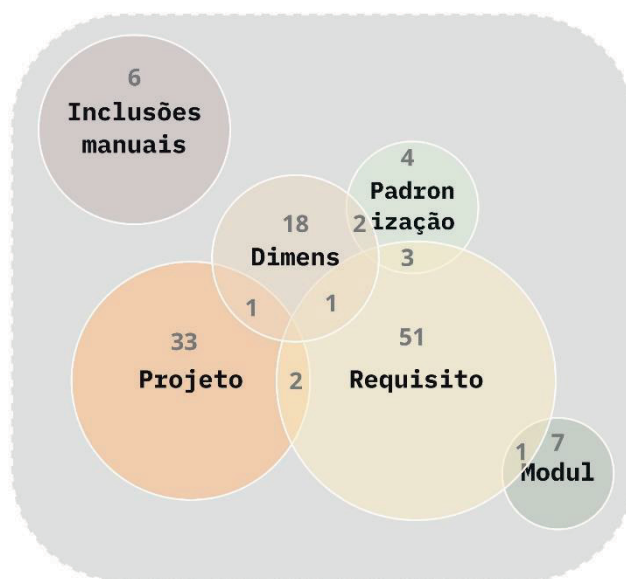 6
Inclusões
manuais
4
Padron
ização
18
2
Dimens
3
1
1
33
Projeto
2
51
Requisito
1
7
Modul